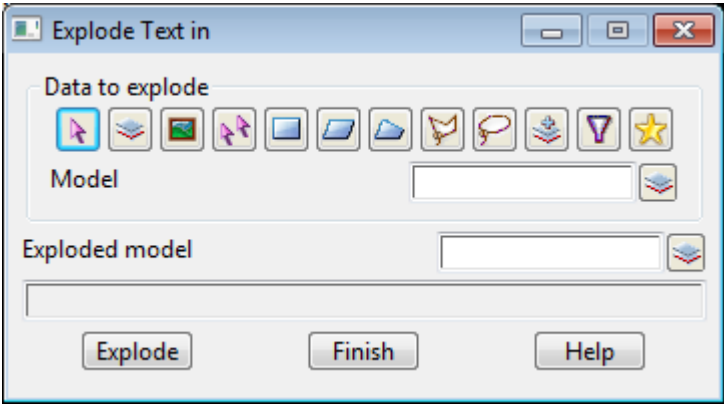 Explode Text in
Data to explode
Model
Exploded model
Explode Finish Help